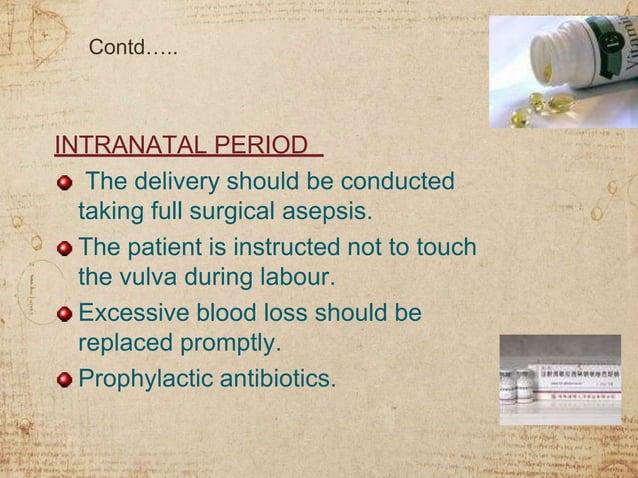 Contd…..
Vitamin
E
INTRANATAL PERIOD
The delivery should be conducted
taking full surgical asepsis.
The patient is instructed not to touch
the vulva during labour.
Excessive blood loss should be
replaced promptly.
Prophylactic antibiotics.